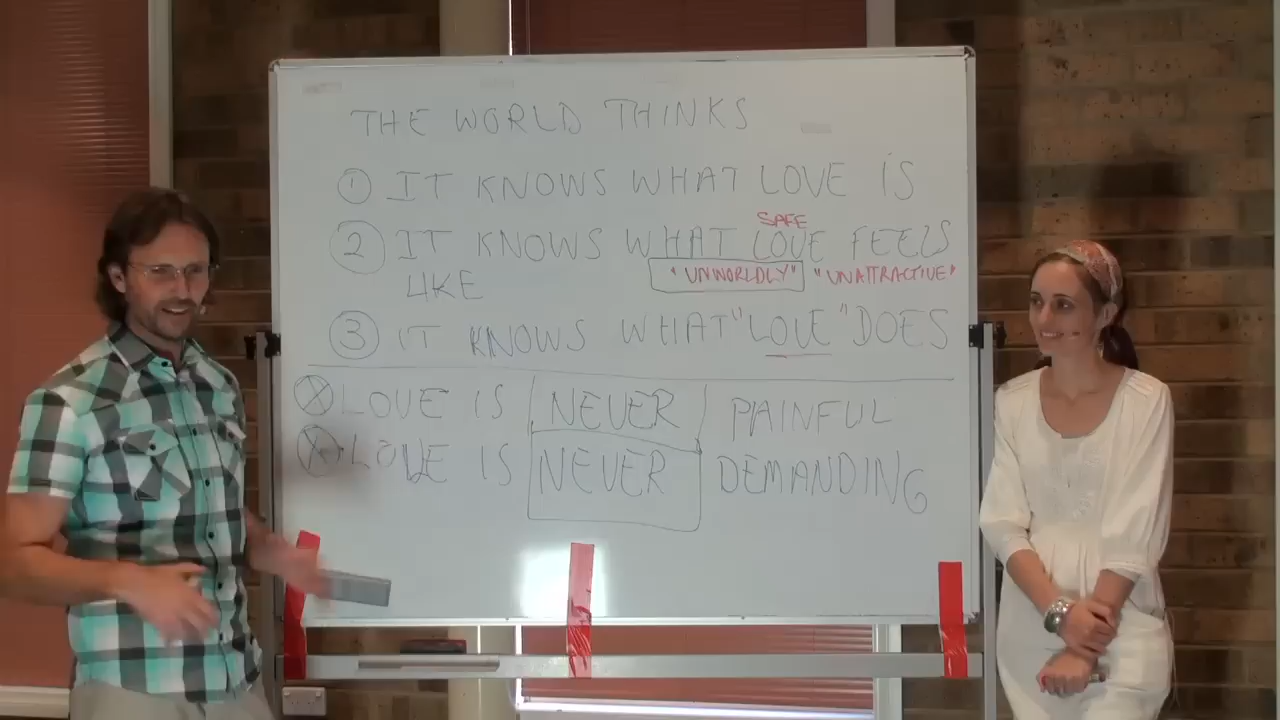 THE WORLD THINKS
① IT KNOWS WHAT LOVE IS
SAFE
② IT KNOWS WHAT LOVE FEELS
LIKE "UNWORLDLY" "UNATTRACTIVE"
③ IT KNOWS WHAT "LOVE" DOES
LOVE IS NEVER PAINFUL
LOVE IS NEVER DEMANDING